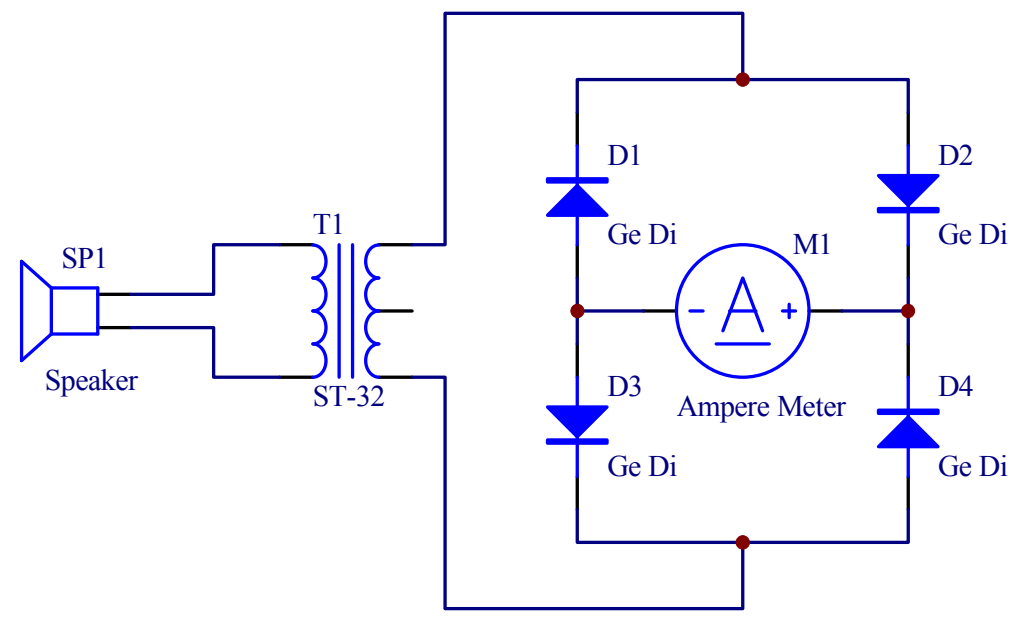 D1
D2
T1
Ge Di
Ge Di
SP1
M1
- A +
Speaker
ST-32
D3
Ampere Meter
D4
Ge Di
Ge Di